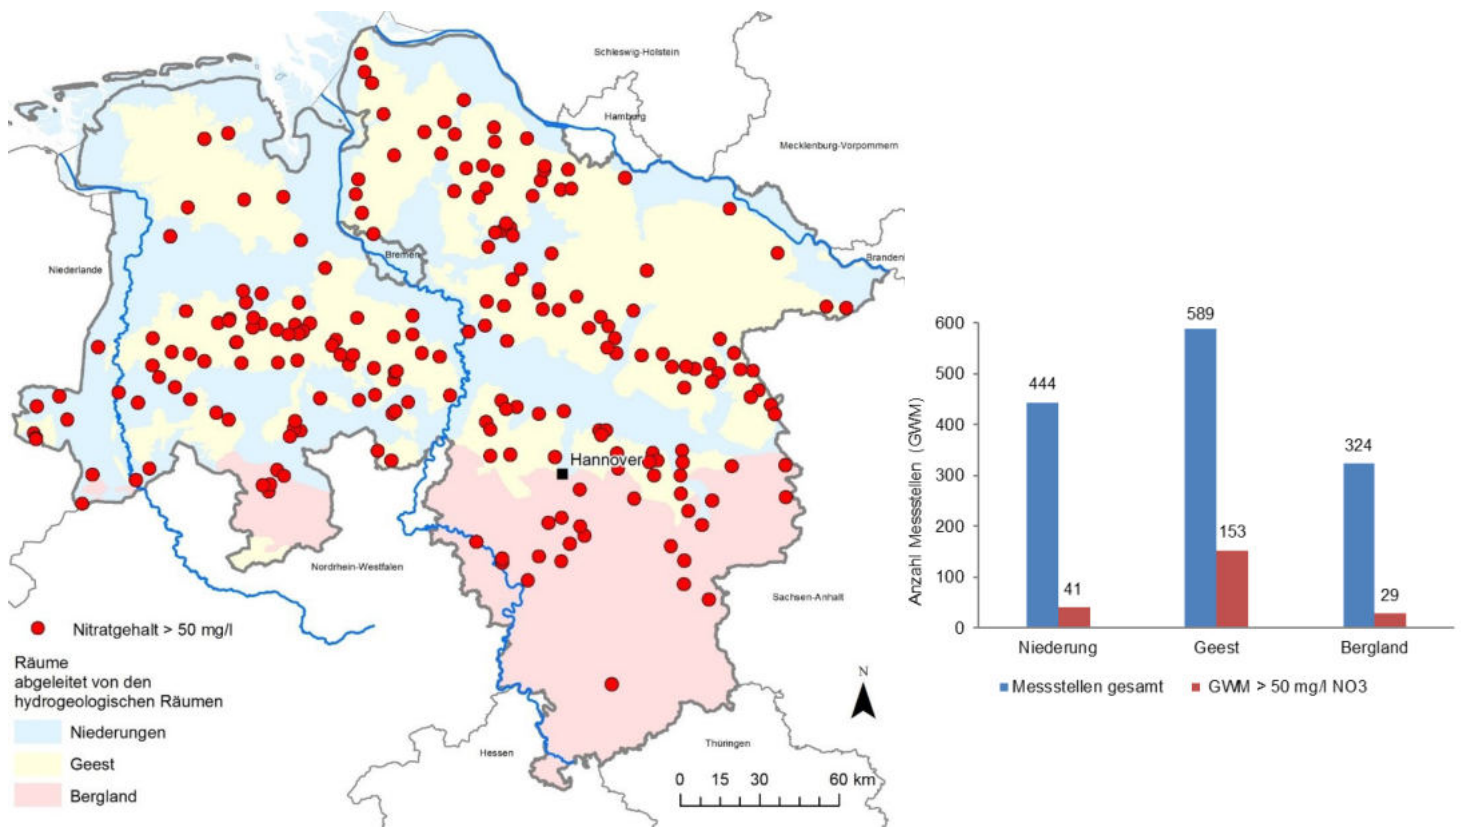 Schleswig-Holstein
Hamburg
Mecklenburg-Vorpommern
Niederlande
Bremen
Hannover
Nordrhein-Westfalen
Sachsen-Anhalt
Hessen
Thüringen
N
0 15 30 60 km
Nitratgehalt > 50 mg/l
Räume
abgeleitet von den
hydrogeologischen Räumen
Niederungen
Geest
Bergland
Anzahl Messstellen (GWM)
600
500
400
300
200
100
0
444
41
589
153
324
29
Niederung Geest Bergland
Messstellen gesamt GWM > 50 mg/l NO3